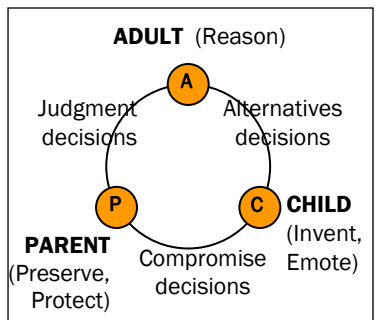 ADULT (Reason)
A
Judgment
decisions
Alternatives
decisions
P
C
CHILD
(Invent,
Emote)
PARENT
(Preserve,
Protect)
Compromise
decisions